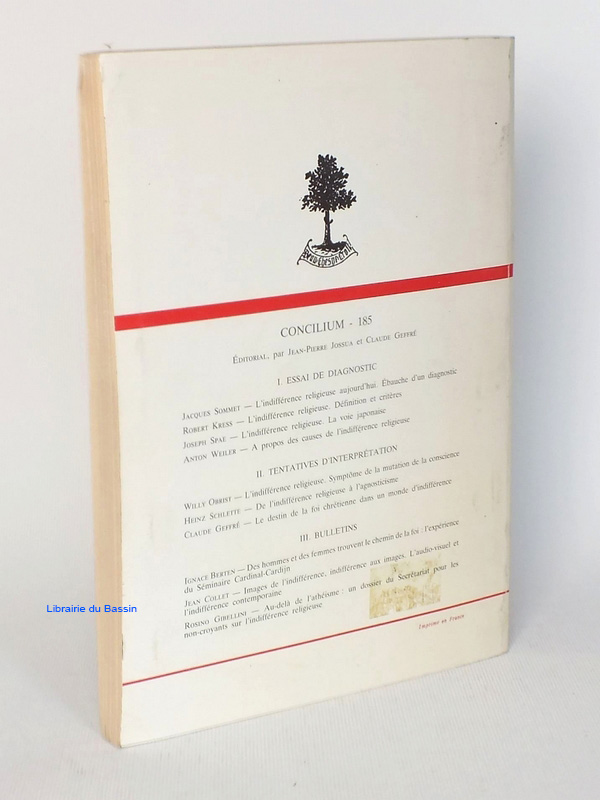 CONCILIUM - 185
ÉDITORIAL, par JEAN-PIERRE JOSSUA et CLAUDE GEFFRÉ
I. ESSAI DE DIAGNOSTIC
JACQUES SOMMET — L'indifférence religieuse aujourd'hui. Ébauche d'un diagnostic
ROBERT KRESS — L'indifférence religieuse. Définition et critères
JOSEPH SPAE — L'indifférence religieuse. La voie japonaise
ANTON WEILER — A propos des causes de l'indifférence religieuse
II. TENTATIVES D'INTERPRÉTATION
WILLY OBRIST — L'indifférence religieuse. Symptôme de la mutation de la conscience
HEINZ SCHLETTE — De l'indifférence religieuse à l'agnosticisme
CLAUDE GEFFRÉ — Le destin de la foi chrétienne dans un monde d'indifférence
III. BULLETINS
IGNACE BERTEN — Des hommes et des femmes trouvent le chemin de la foi : l'expérience
du Séminaire Cardinal-Cardijn
JEAN COLLET — Images de l'indifférence, indifférence aux images. L'audio-visuel et
l'indifférence contemporaine
ROSINO GIBELLINI — Au-delà de l'athéisme : un dossier du Secrétariat pour les
non-croyants sur l'indifférence religieuse
Imprimé en France
Librairie du Bassin